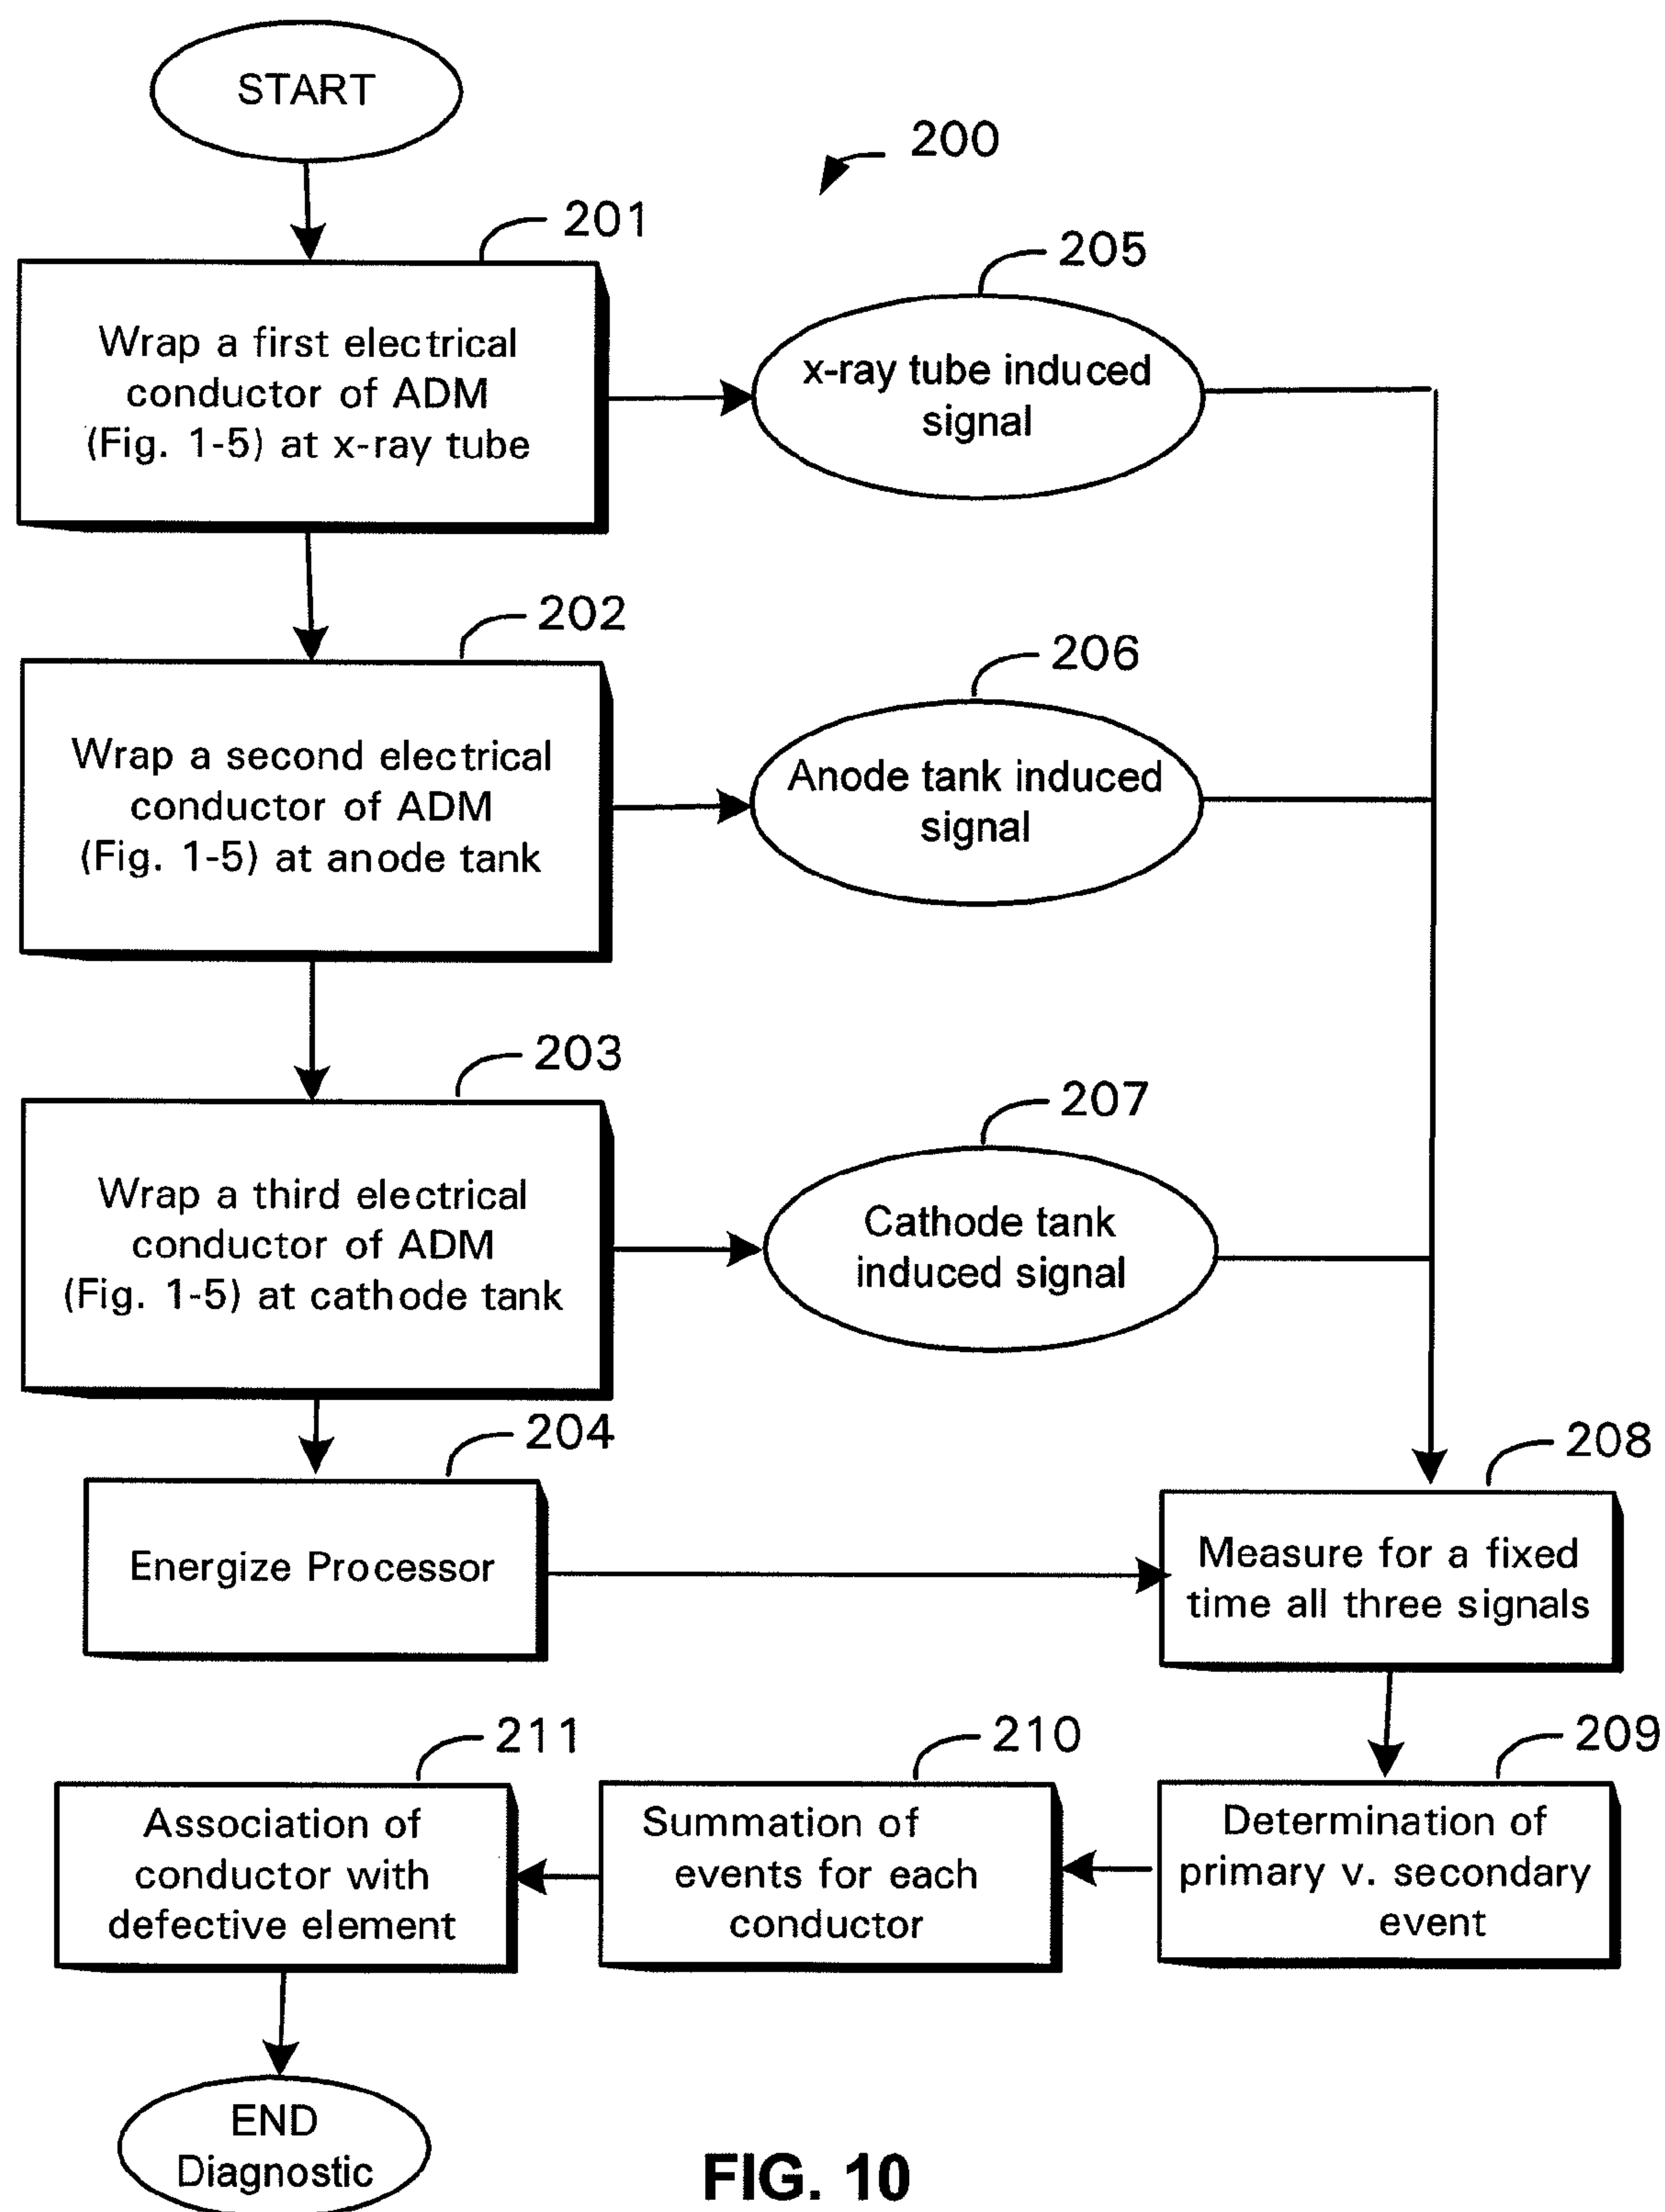 START
200
201
Wrap a first electrical
conductor of ADM
(Fig. 1-5) at x-ray tube
205
x-ray tube induced
signal
202
Wrap a second electrical
conductor of ADM
(Fig. 1-5) at anode tank
206
Anode tank induced
signal
203
Wrap a third electrical
conductor of ADM
(Fig. 1-5) at cathode tank
207
Cathode tank
induced signal
204
Energize Processor
208
Measure for a fixed
time all three signals
211
Association of
conductor with
defective element
210
Summation of
events for each
conductor
209
Determination of
primary v. secondary
event
END
Diagnostic
FIG. 10